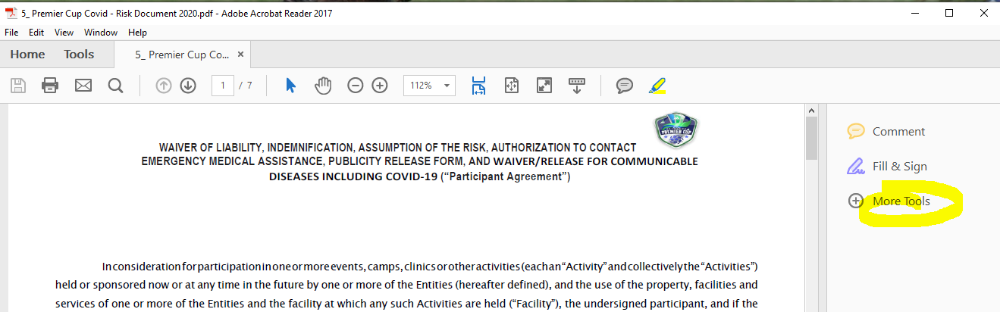 5_ Premier Cup Covid - Risk Document 2020.pdf - Adobe Acrobat Reader 2017
File Edit View Window Help
Home Tools 5_ Premier Cup Co... ×
1 / 7 112%
PREMIER CUP
WAIVER OF LIABILITY, INDEMNIFICATION, ASSUMPTION OF THE RISK, AUTHORIZATION TO CONTACT
EMERGENCY MEDICAL ASSISTANCE, PUBLICITY RELEASE FORM, AND WAIVER/RELEASE FOR COMMUNICABLE
DISEASES INCLUDING COVID-19 (“Participant Agreement”)
In consideration for participation in one or more events, camps, clinics or other activities (each an “Activity” and collectively the “Activities”)
held or sponsored now or at any time in the future by one or more of the Entities (hereafter defined), and the use of the property, facilities and
services of one or more of the Entities and the facility at which any such Activities are held (“Facility”), the undersigned participant, and if the
Comment
Fill & Sign
More Tools